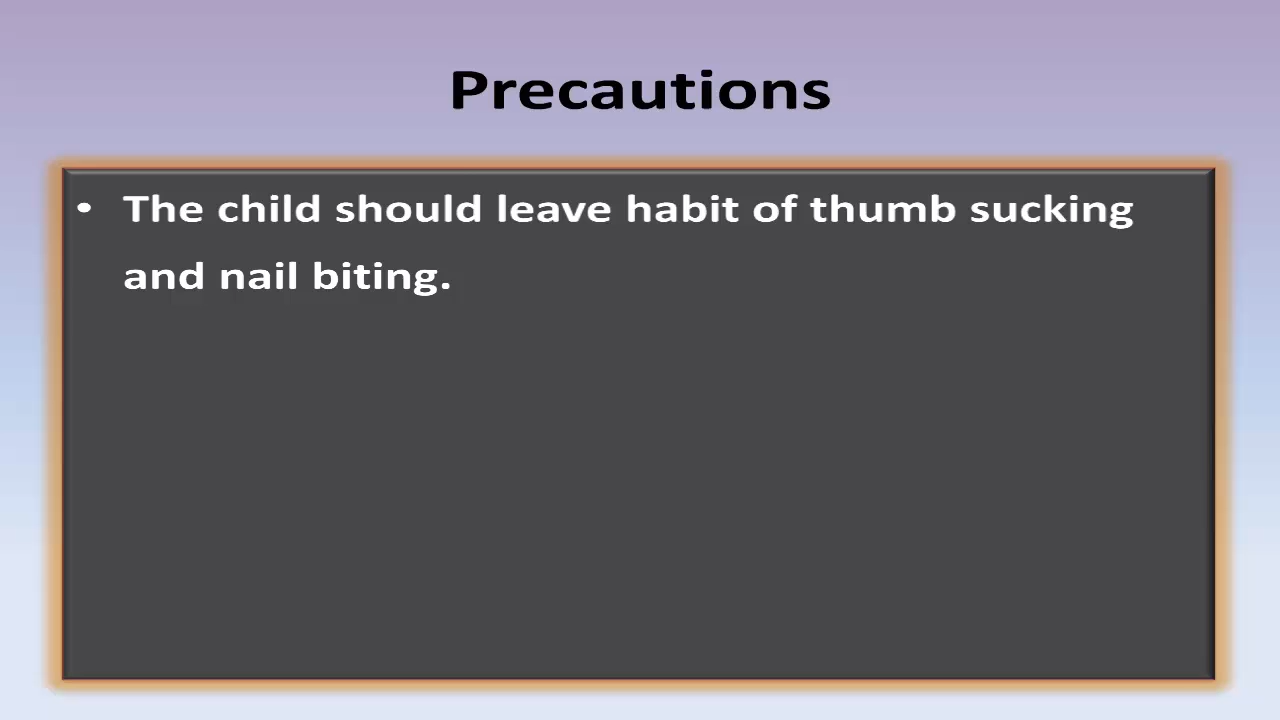 Precautions
• The child should leave habit of thumb sucking
and nail biting.